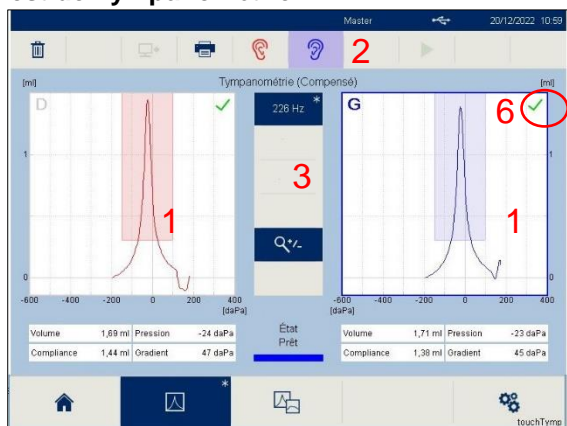 Master 20/12/2022 10:59
2
[ml] Tympanométrie (Compensé) [ml]
D 226 Hz * G 6
1 1
3
1 1
0 0
-600 -400 -200 0 200 400 -600 -400 -200 0 200 400
[daPa] [daPa]
État
Prêt
Volume 1,69 ml Pression -24 daPa Volume 1,71 ml Pression -23 daPa
Compliance 1,44 ml Gradient 47 daPa Compliance 1,38 ml Gradient 45 daPa
*
touchTymp